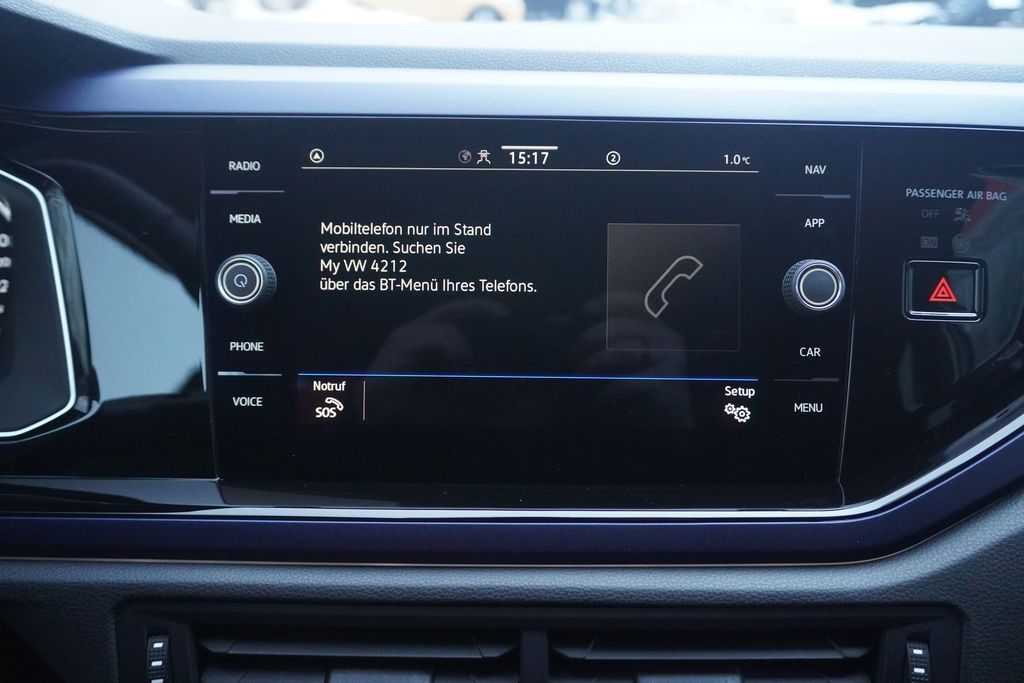 RADIO
MEDIA
PHONE
VOICE
15:17
2
1.0°C
Mobiltelefon nur im Stand
verbinden. Suchen Sie
My VW 4212
über das BT-Menü Ihres Telefons.
Notruf
SOS
Setup
NAV
APP
CAR
MENU
PASSENGER AIR BAG
OFF
ON